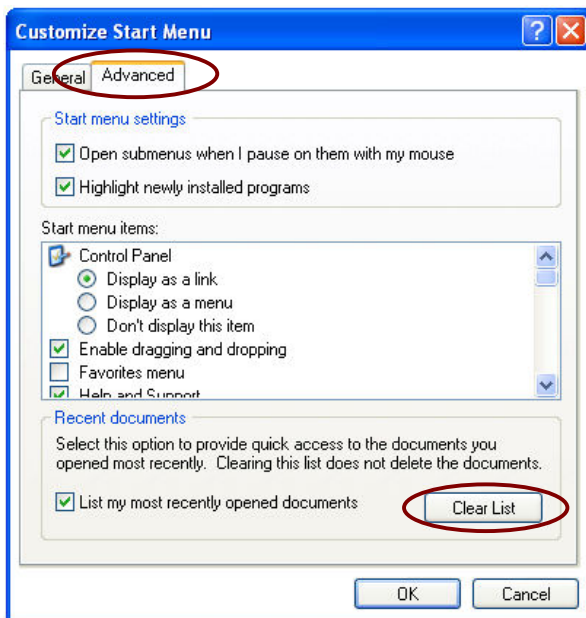 Customize Start Menu
General Advanced
Start menu settings
Open submenus when I pause on them with my mouse
Highlight newly installed programs
Start menu items:
Control Panel
Display as a link
Display as a menu
Don't display this item
Enable dragging and dropping
Favorites menu
Help and Support
Recent documents
Select this option to provide quick access to the documents you
opened most recently. Clearing this list does not delete the documents.
List my most recently opened documents Clear List
OK Cancel